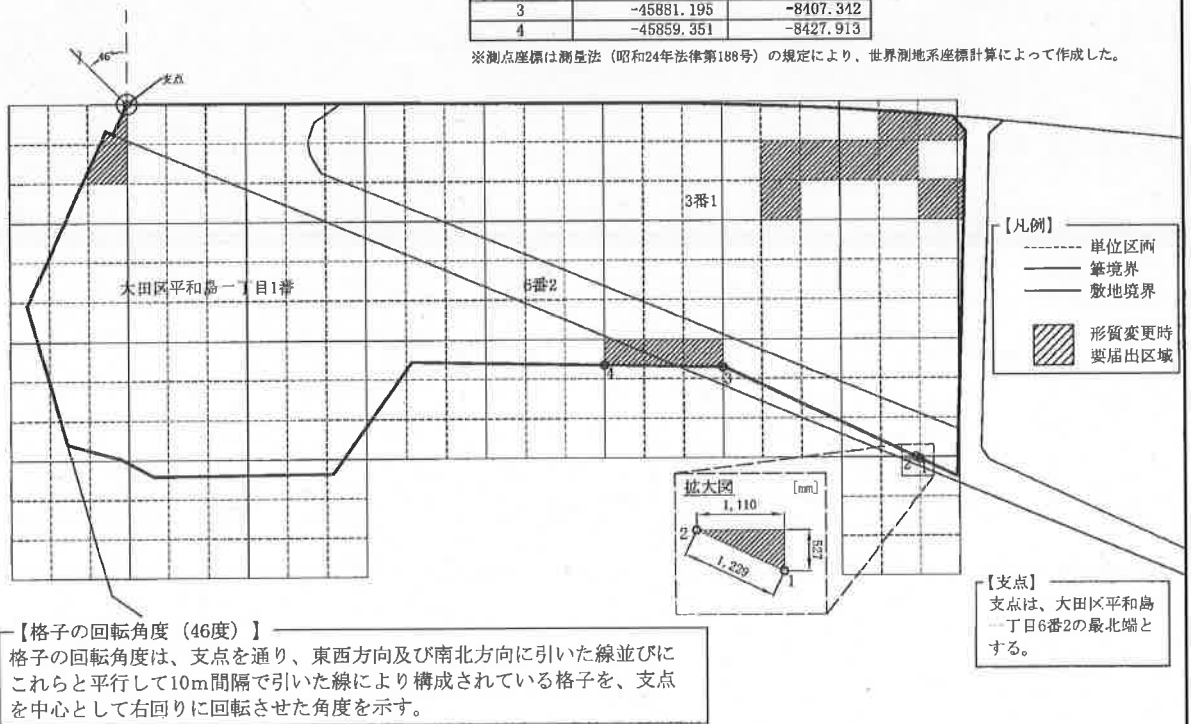 3 -45881.195 -8407.342
4 -45859.351 -8427.913
※測点座標は測量法（昭和24年法律第188号）の規定により、世界測地系座標計算によって作成した。
46°
支点
3番1
大田区平和島一丁目1番
6番2
4
3
2
1
【凡例】
単位区画
筆境界
敷地境界
形質変更時
要届出区域
拡大図 [mm]
1,110
2
527
1,229
1
【支点】
支点は、大田区平和島
一丁目6番2の最北端と
する。
【格子の回転角度（46度）】
格子の回転角度は、支点を通り、東西方向及び南北方向に引いた線並びに
これらと平行して10m間隔で引いた線により構成されている格子を、支点
を中心として右回りに回転させた角度を示す。